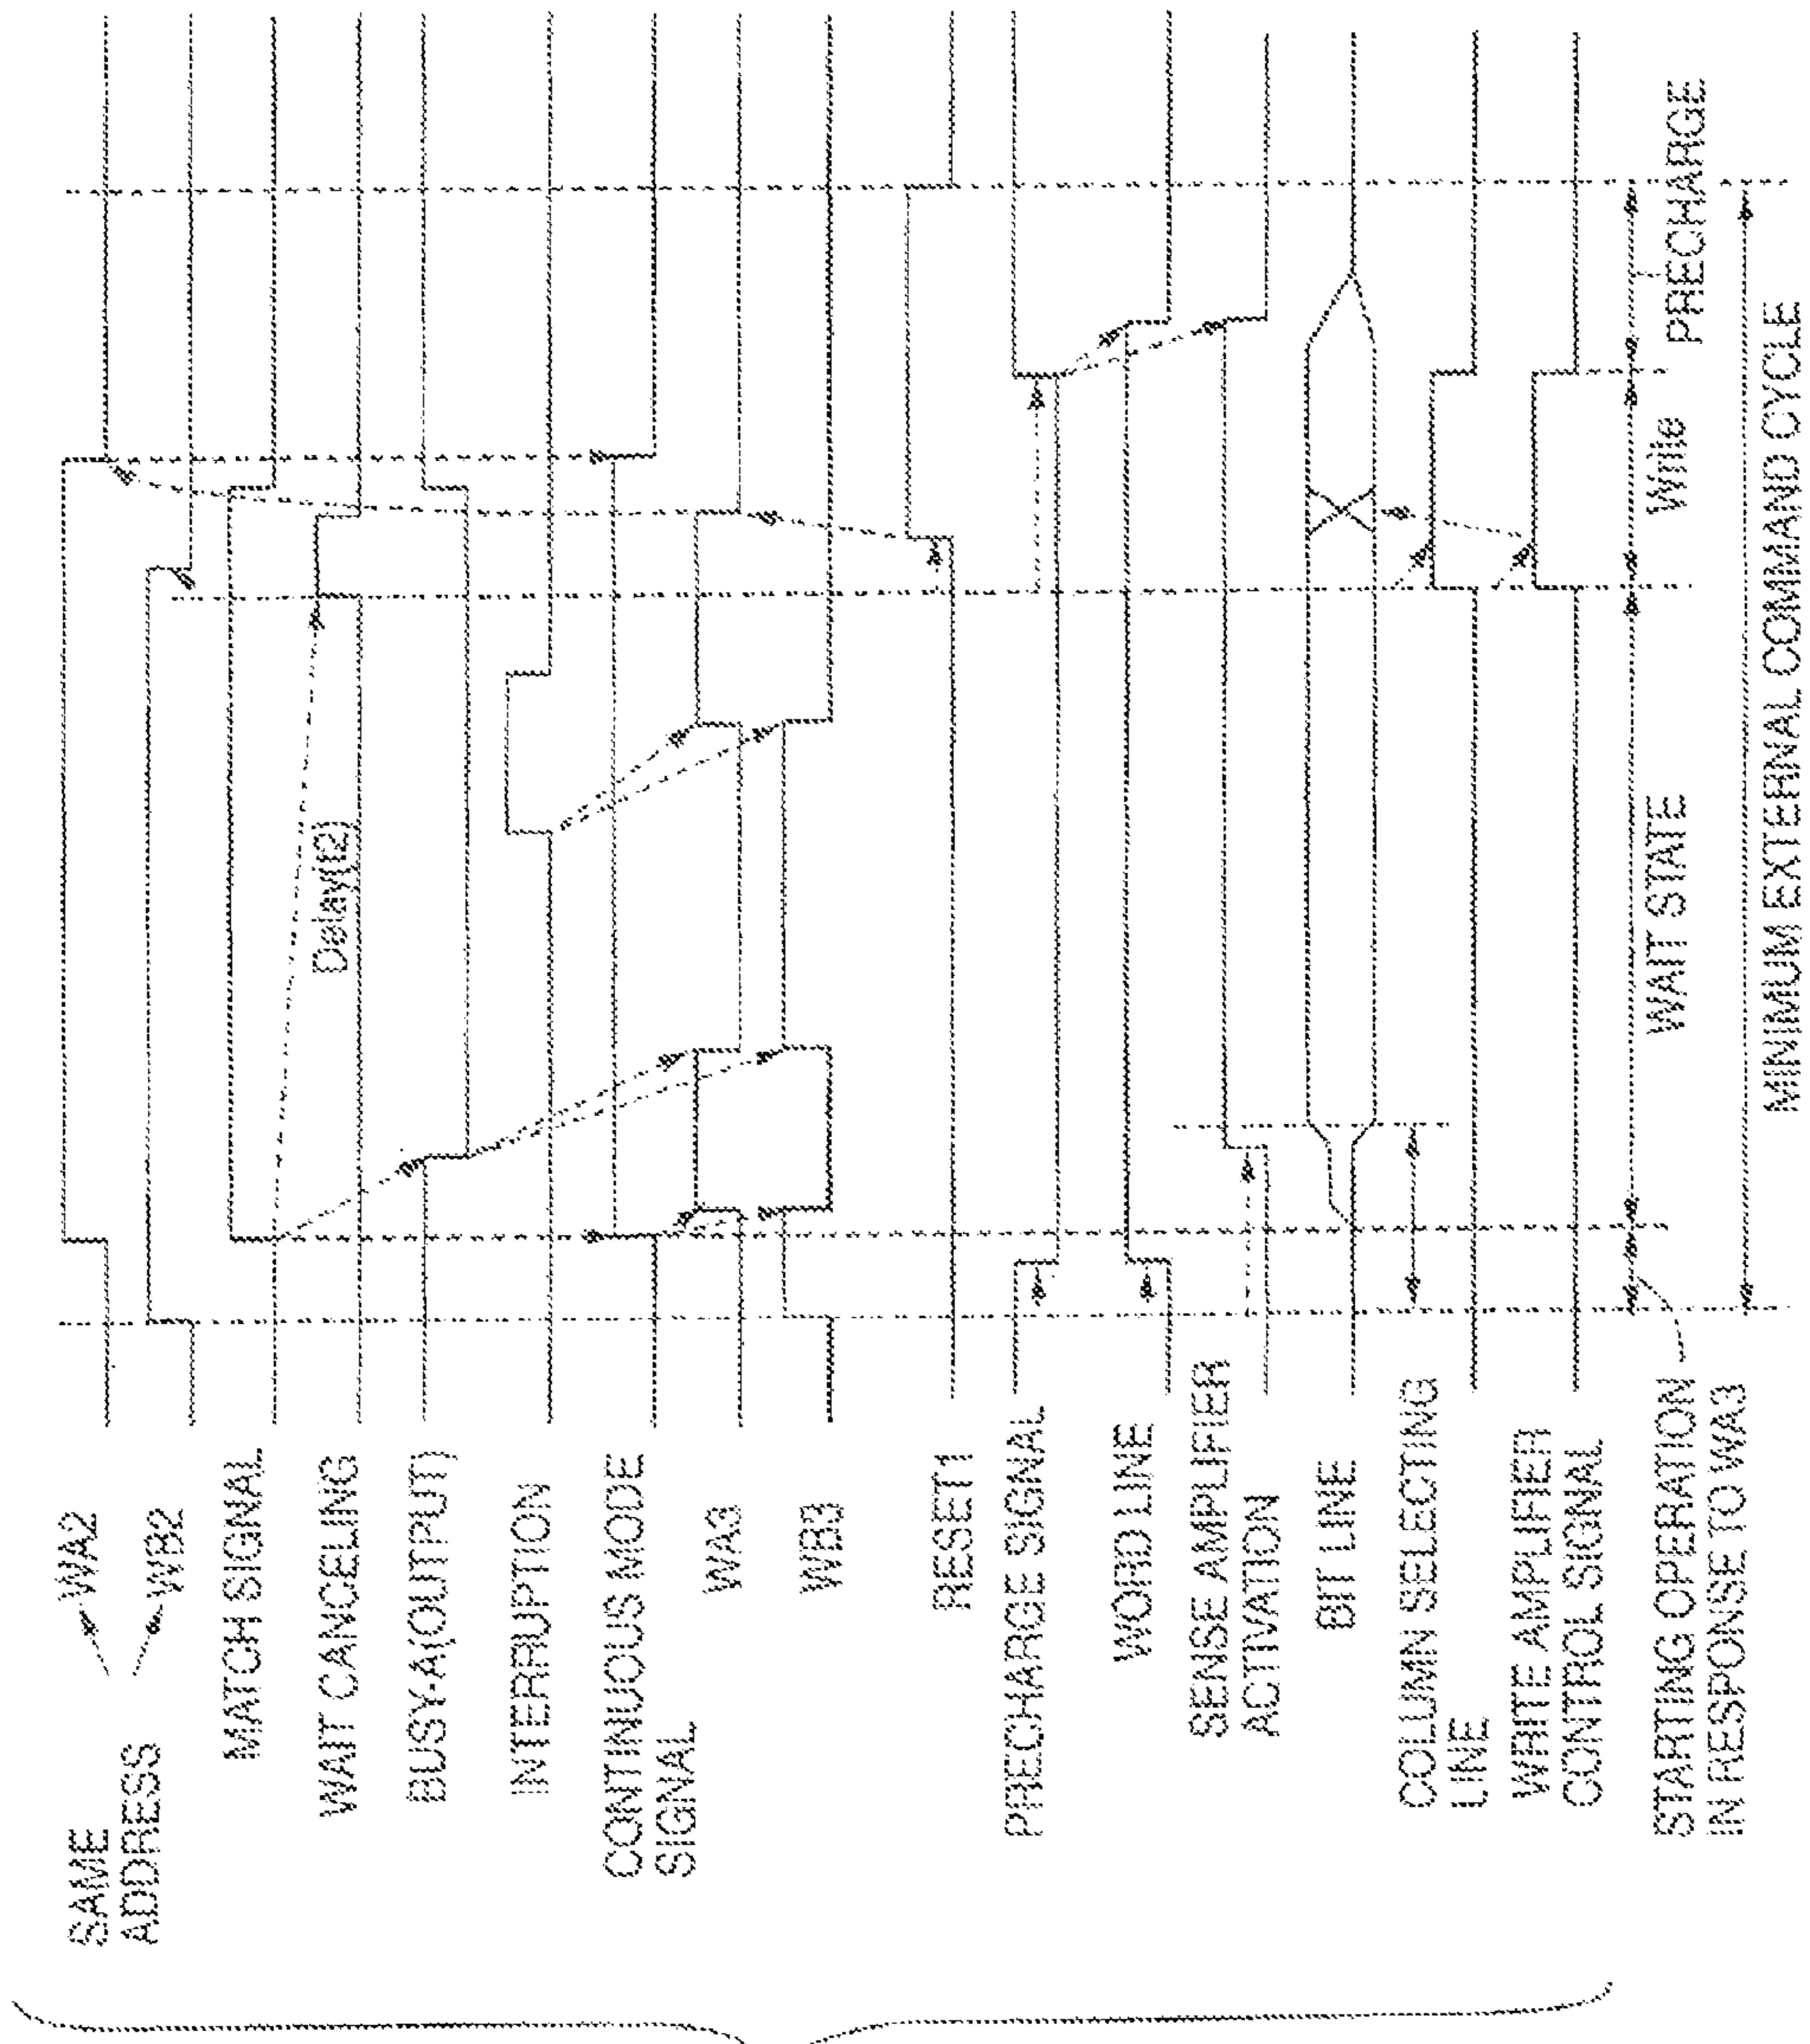 SAME
ADDRESS
WA2
WB2
MATCH SIGNAL
WAIT CANCELING
BUSY-A(OUTPUT)
INTERRUPTION
CONTINUOUS MODE
SIGNAL
WA3
WB3
RESET1
PRECHARGE SIGNAL
WORD LINE
SENSE AMPLIFIER
ACTIVATION
BIT LINE
COLUMN SELECTING
LINE
WRITE AMPLIFIER
CONTROL SIGNAL
STARTING OPERATION
IN RESPONSE TO WA3
Delay(t2)
WAIT STATE
Write
PRECHARGE
MINIMUM EXTERNAL COMMAND CYCLE